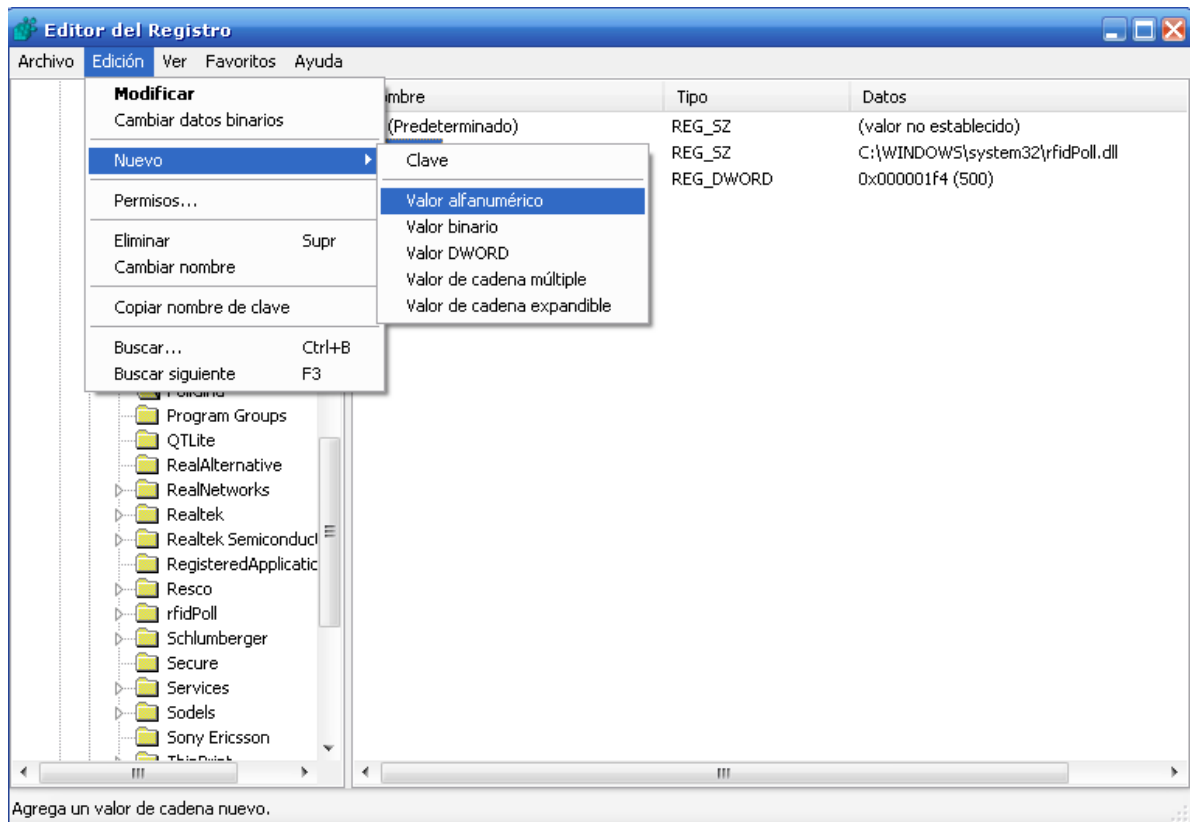 Editor del Registro
Archivo Edición Ver Favoritos Ayuda
Modificar
Cambiar datos binarios
Nuevo
Permisos...
Eliminar Supr
Cambiar nombre
Copiar nombre de clave
Buscar... Ctrl+B
Buscar siguiente F3
Clave
Valor alfanumérico
Valor binario
Valor DWORD
Valor de cadena múltiple
Valor de cadena expandible
mbre Tipo Datos
(Predeterminado) REG_SZ (valor no establecido)
REG_SZ C:\WINDOWS\system32\rfidPoll.dll
REG_DWORD 0x000001f4 (500)
Program Groups
QTLite
RealAlternative
RealNetworks
Realtek
Realtek Semiconduct
RegisteredApplicatic
Resco
rfidPoll
Schlumberger
Secure
Services
Sodels
Sony Ericsson
Agrega un valor de cadena nuevo.